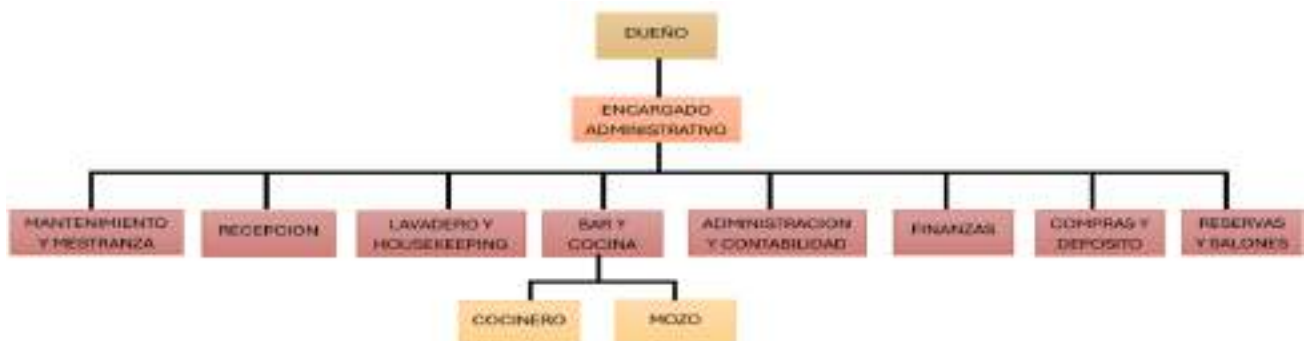 DUEÑO
ENCARGADO
ADMINISTRATIVO
MANTENIMIENTO
Y MESTRANZA
RECEPCION
LAVADERO Y
HOUSEKEEPING
BAR Y
COCINA
ADMINISTRACION
Y CONTABILIDAD
FINANZAS
COMPRAS Y
DEPOSITO
RESERVAS
Y SALONES
COCINERO
MOZO